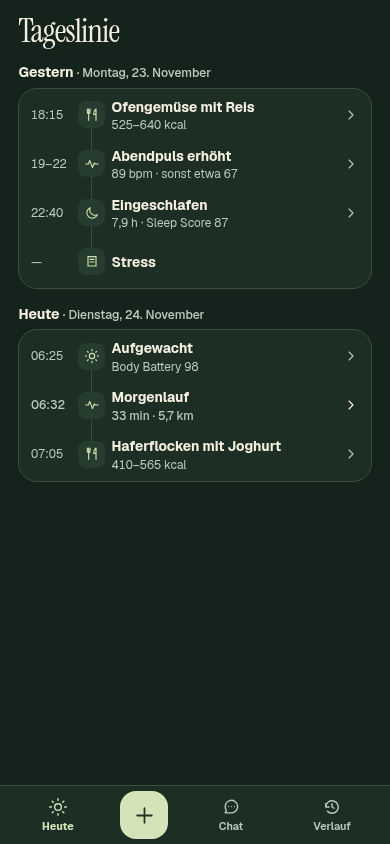 Tageslinie
Gestern · Montag, 23. November
18:15 Ofengemüse mit Reis
525–640 kcal
19–22 Abendpuls erhöht
89 bpm · sonst etwa 67
22:40 Eingeschlafen
7,9 h · Sleep Score 87
— Stress
Heute · Dienstag, 24. November
06:25 Aufgewacht
Body Battery 98
06:32 Morgenlauf
33 min · 5,7 km
07:05 Haferflocken mit Joghurt
410–565 kcal
Heute
Chat
Verlauf